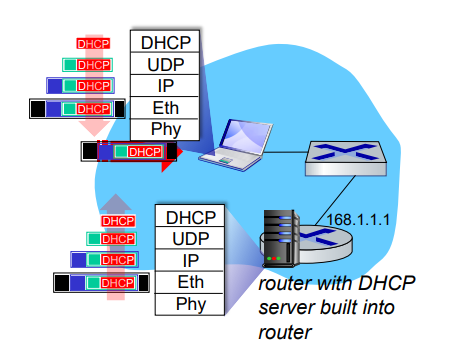 DHCP
DHCP
DHCP
DHCP
DHCP
DHCP
UDP
IP
Eth
Phy
168.1.1.1
DHCP
DHCP
DHCP
DHCP
DHCP
UDP
IP
Eth
Phy
router with DHCP
server built into
router